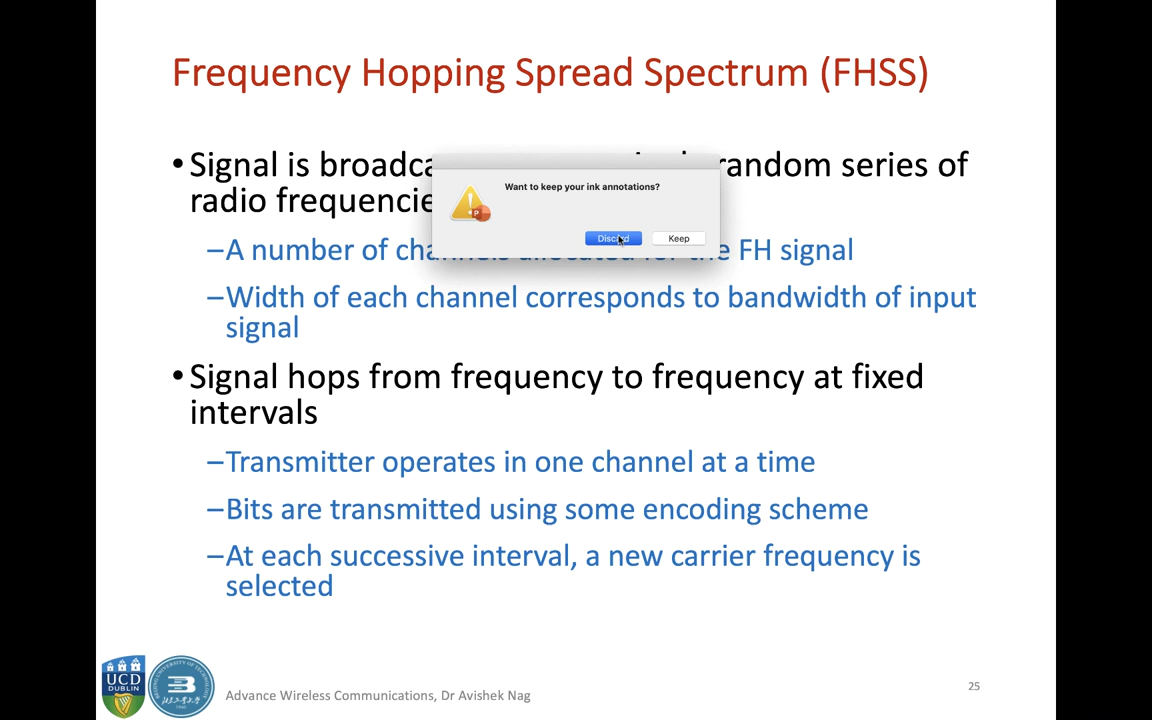 Frequency Hopping Spread Spectrum (FHSS)
•Signal is broadca random series of
radio frequencie
Want to keep your ink annotations?
Discard Keep
–A number of channels allocated for the FH signal
–Width of each channel corresponds to bandwidth of input
signal
•Signal hops from frequency to frequency at fixed
intervals
–Transmitter operates in one channel at a time
–Bits are transmitted using some encoding scheme
–At each successive interval, a new carrier frequency is
selected
UCD
DUBLIN
Advance Wireless Communications, Dr Avishek Nag
25